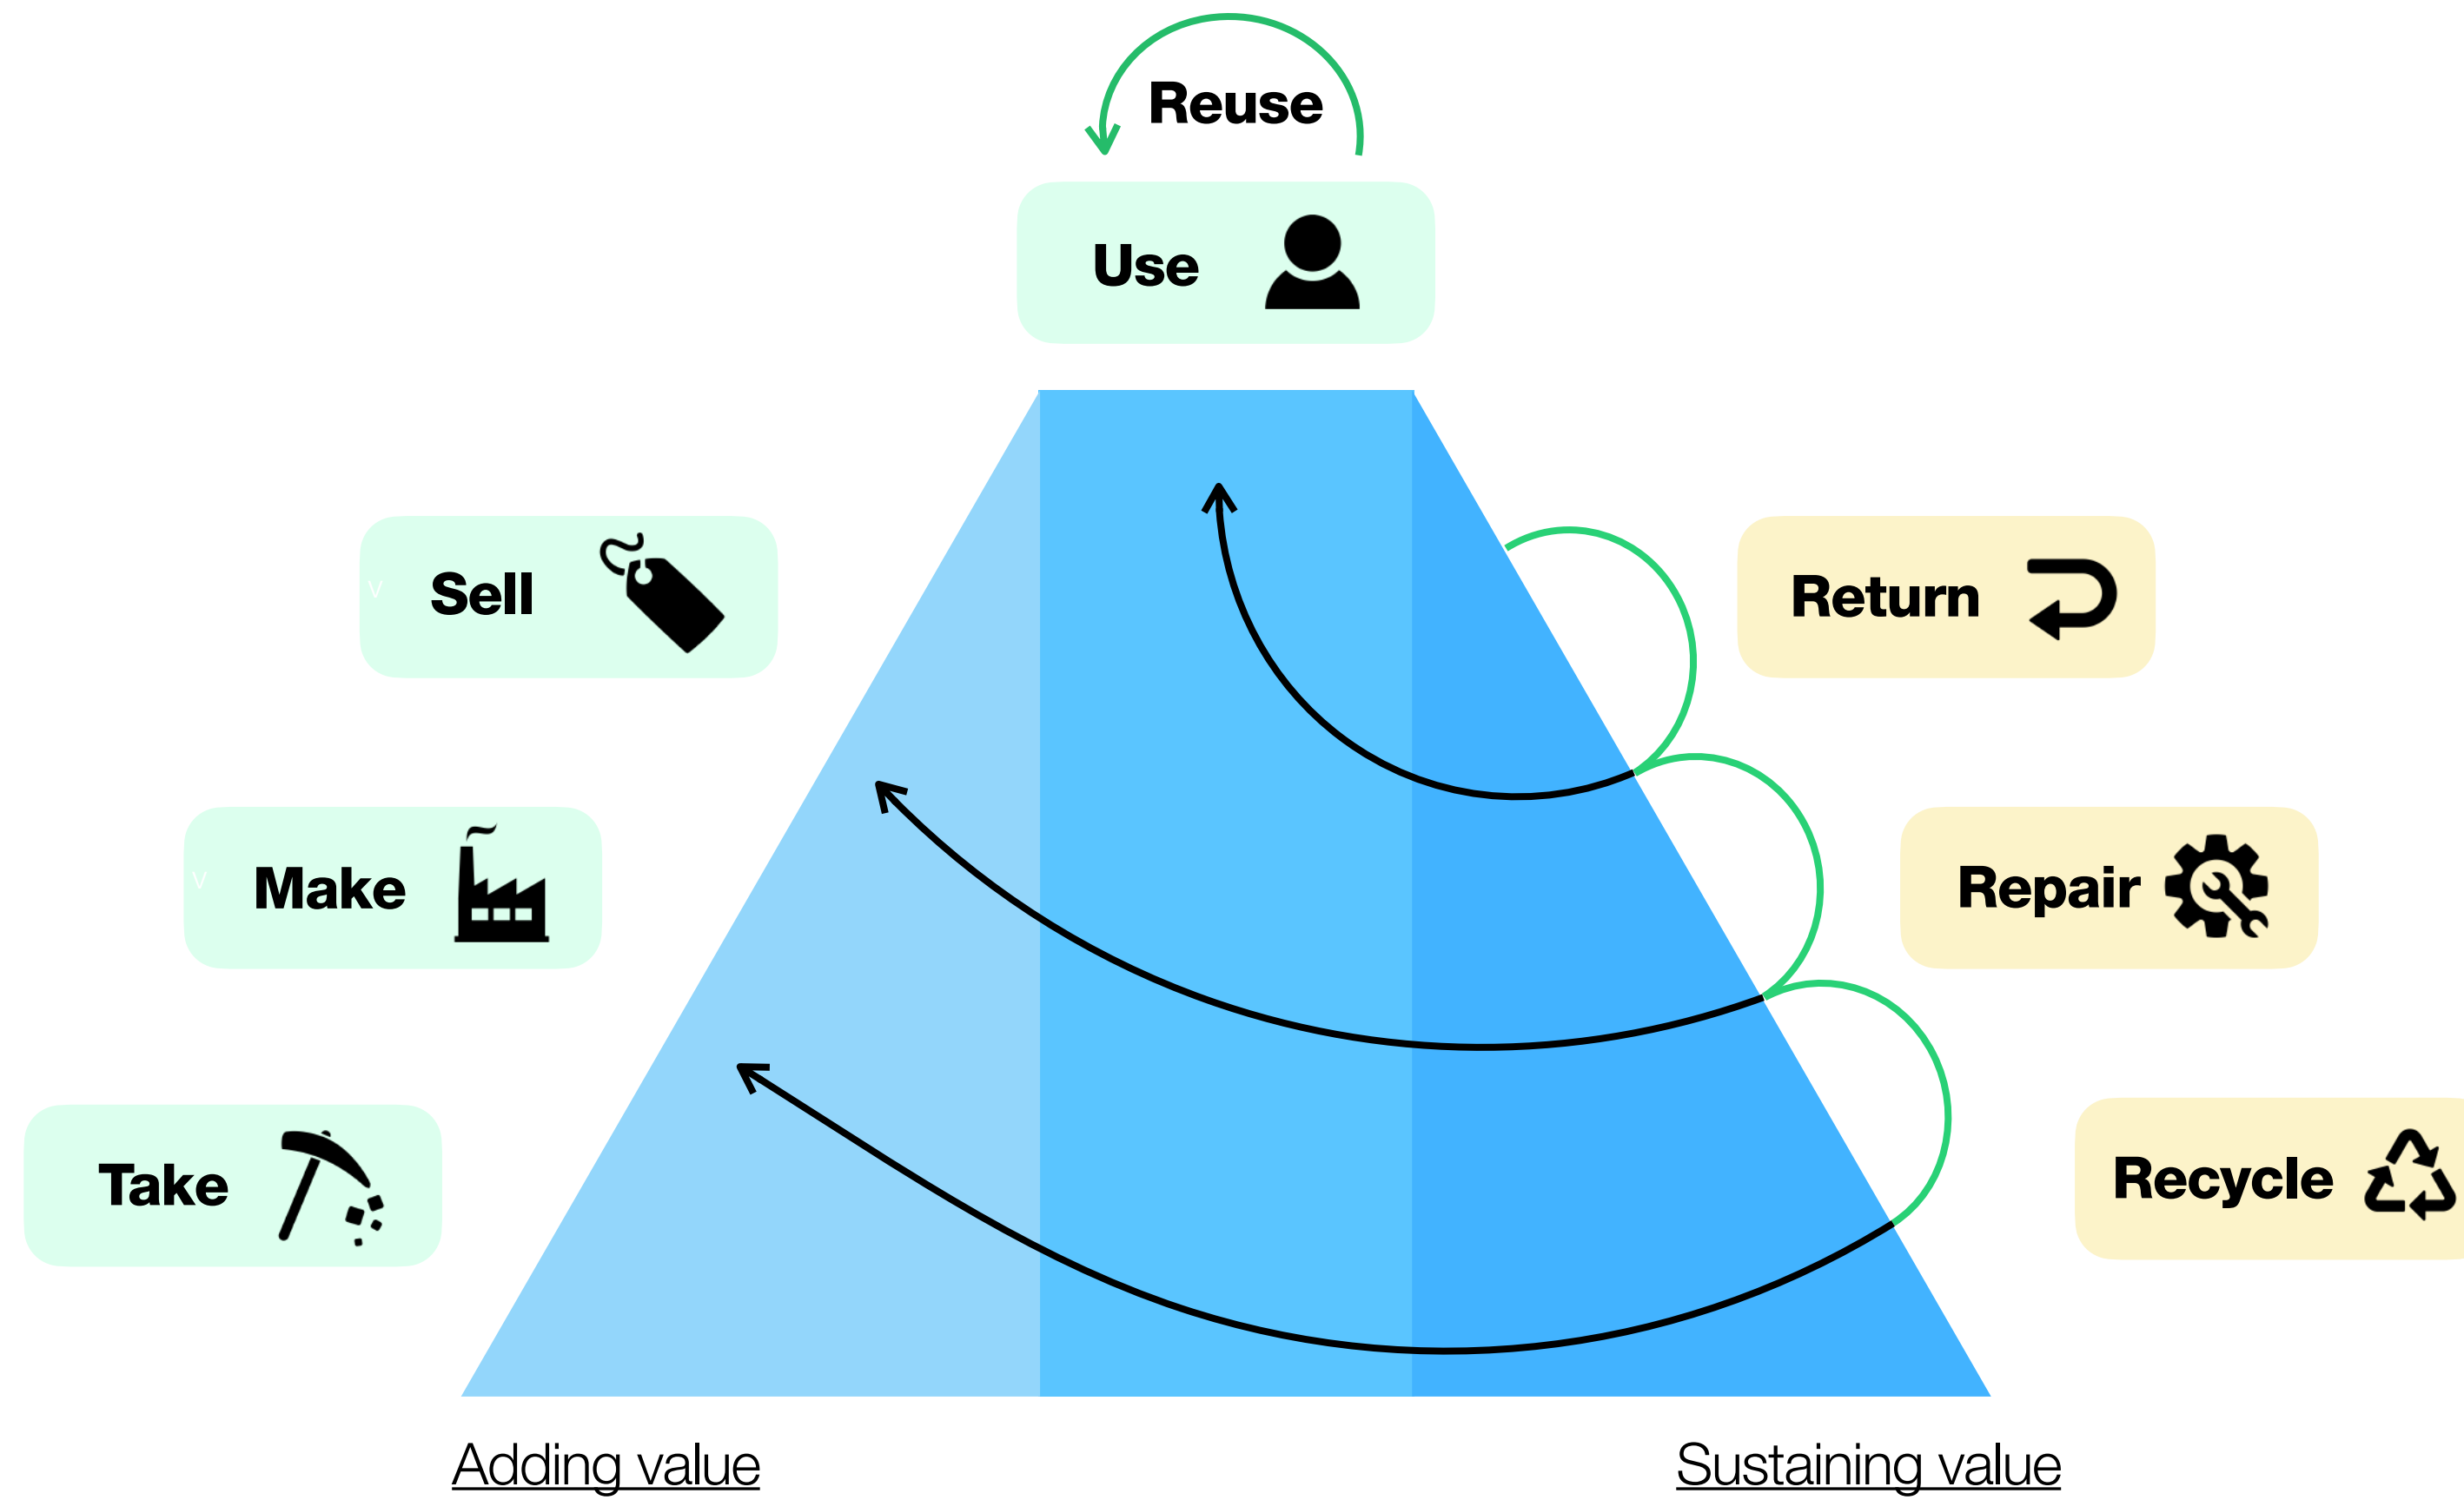 Reuse
Use
Sell
Return
Make
Repair
Take
Recycle
Adding value
Sustaining value